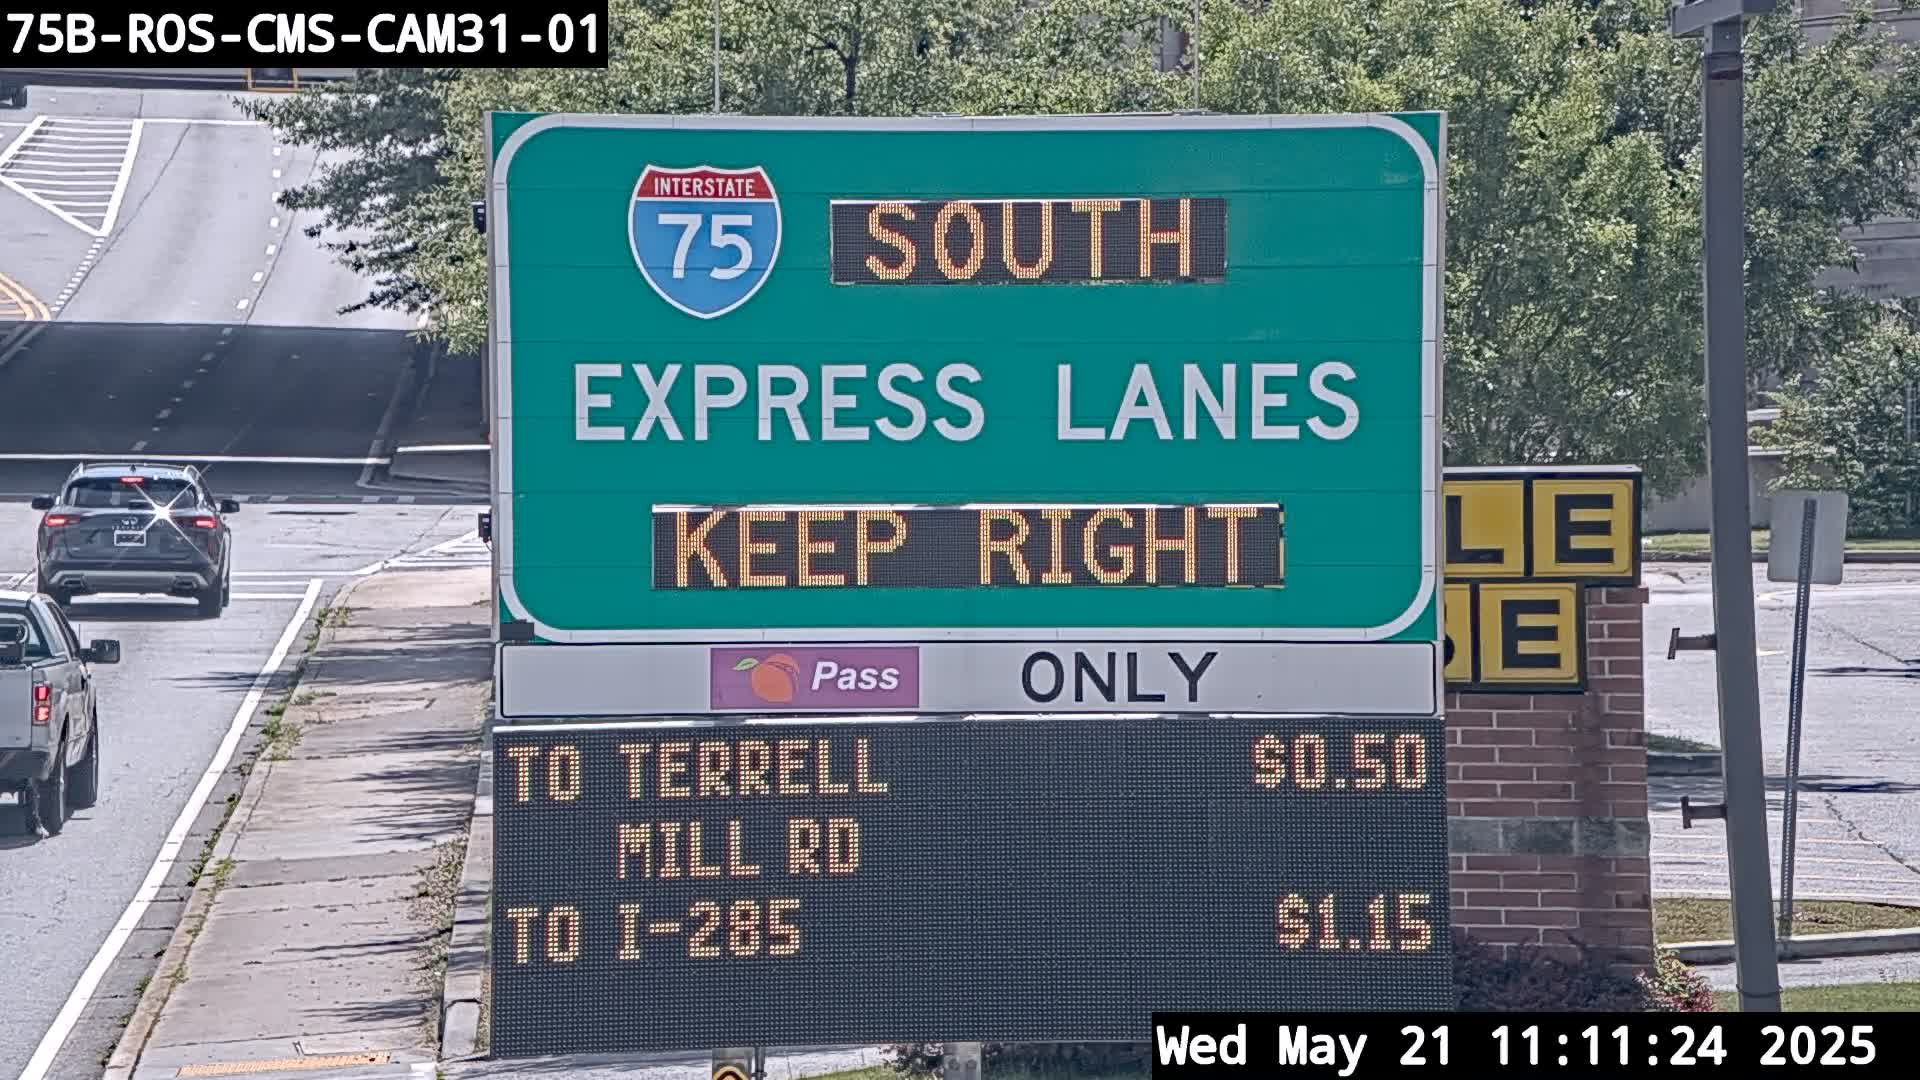 75B-ROS-CMS-CAM31-01
INTERSTATE
75
SOUTH
EXPRESS LANES
KEEP RIGHT
Pass ONLY
TO TERRELL $0.50
MILL RD
TO I-285 $1.15
LE
E
Wed May 21 11:11:24 2025